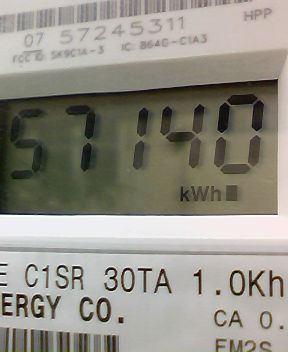 HPP
07 57245311
FCC ID: SK9C1A-3 IC: 864G-C1A3
57140
kWh
E C1SR 30TA 1.0Kh
ERGY CO.
CA 0.
EM2S